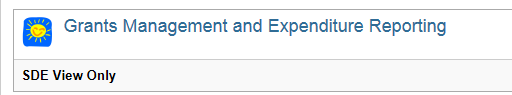 Grants Management and Expenditure Reporting
SDE View Only